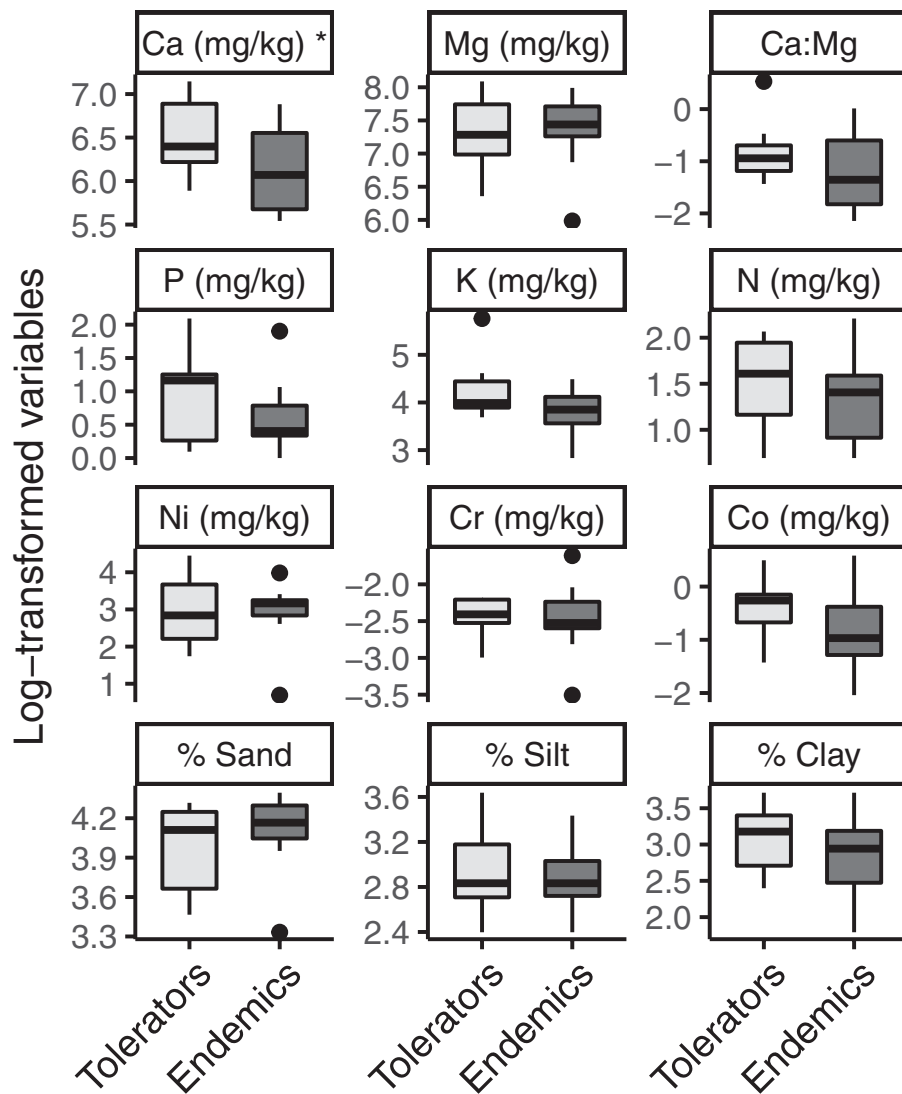 Log−transformed variables
Ca (mg/kg) *
Mg (mg/kg)
Ca:Mg
7.0
6.5
6.0
5.5
8.0
7.5
7.0
6.5
6.0
0
−1
−2
P (mg/kg)
K (mg/kg)
N (mg/kg)
2.0
1.5
1.0
0.5
0.0
5
4
3
2.0
1.5
1.0
Ni (mg/kg)
Cr (mg/kg)
Co (mg/kg)
4
3
2
1
−2.0
−2.5
−3.0
−3.5
0
−1
−2
% Sand
% Silt
% Clay
4.2
3.9
3.6
3.3
3.6
3.2
2.8
2.4
3.5
3.0
2.5
2.0
Tolerators
Endemics
Tolerators
Endemics
Tolerators
Endemics